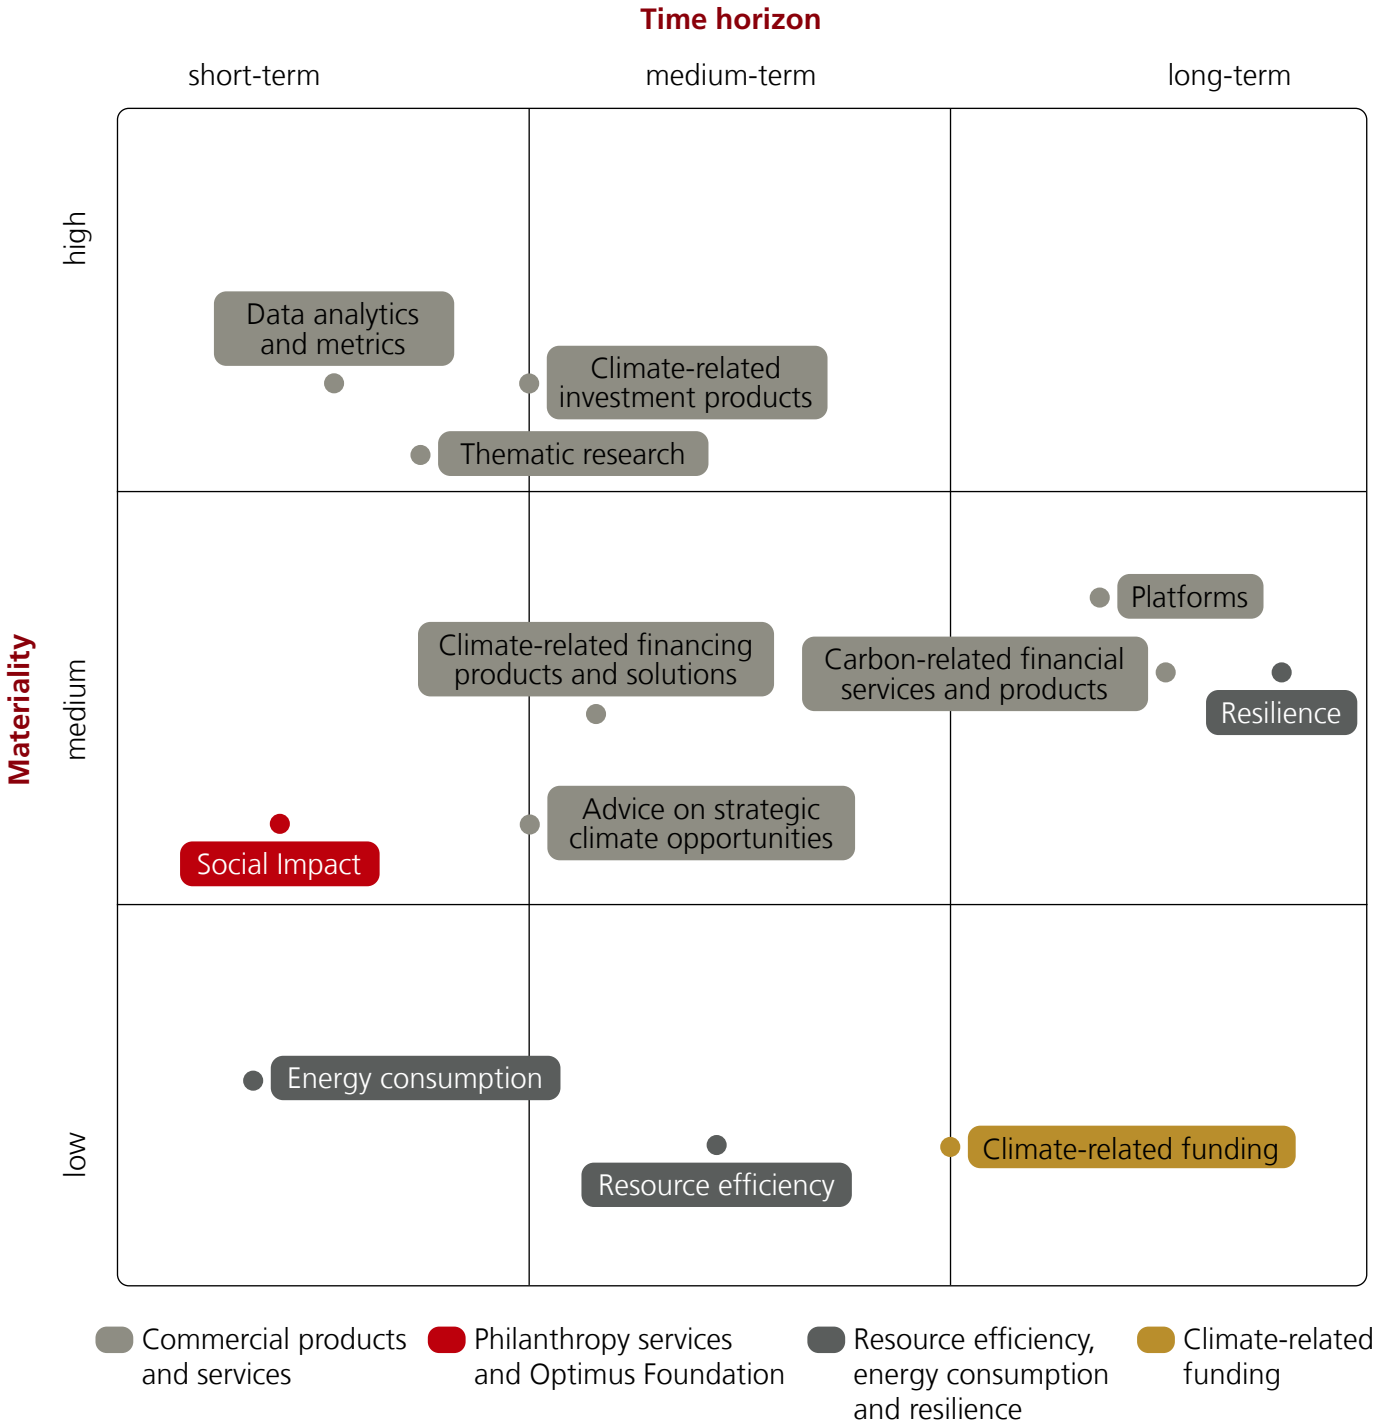 Time horizon
short-term
medium-term
long-term
Materiality
high
Data analytics
and metrics
Climate-related
investment products
Thematic research
medium
Platforms
Climate-related financing
products and solutions
Carbon-related financial
services and products
Resilience
Advice on strategic
climate opportunities
Social Impact
low
Energy consumption
Resource efficiency
Climate-related funding
Commercial products
and services
Philanthropy services
and Optimus Foundation
Resource efficiency,
energy consumption
and resilience
Climate-related
funding